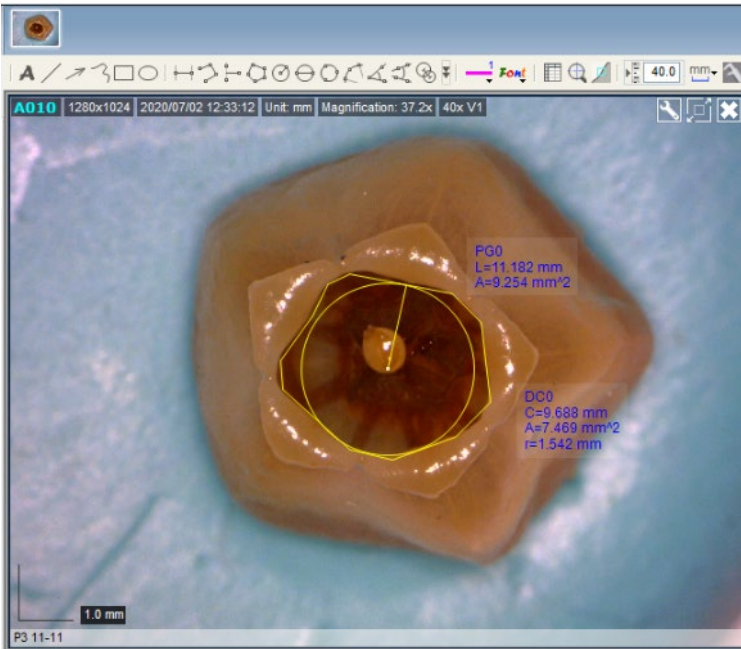 A 1 Font 40.0 mm
A010 1280x1024 2020/07/02 12:33:12 Unit: mm Magnification: 37.2x 40x V1
PG0
L=11.182 mm
A=9.254 mm^2
DC0
C=9.688 mm
A=7.469 mm^2
r=1.542 mm
1.0 mm
P3 11-11